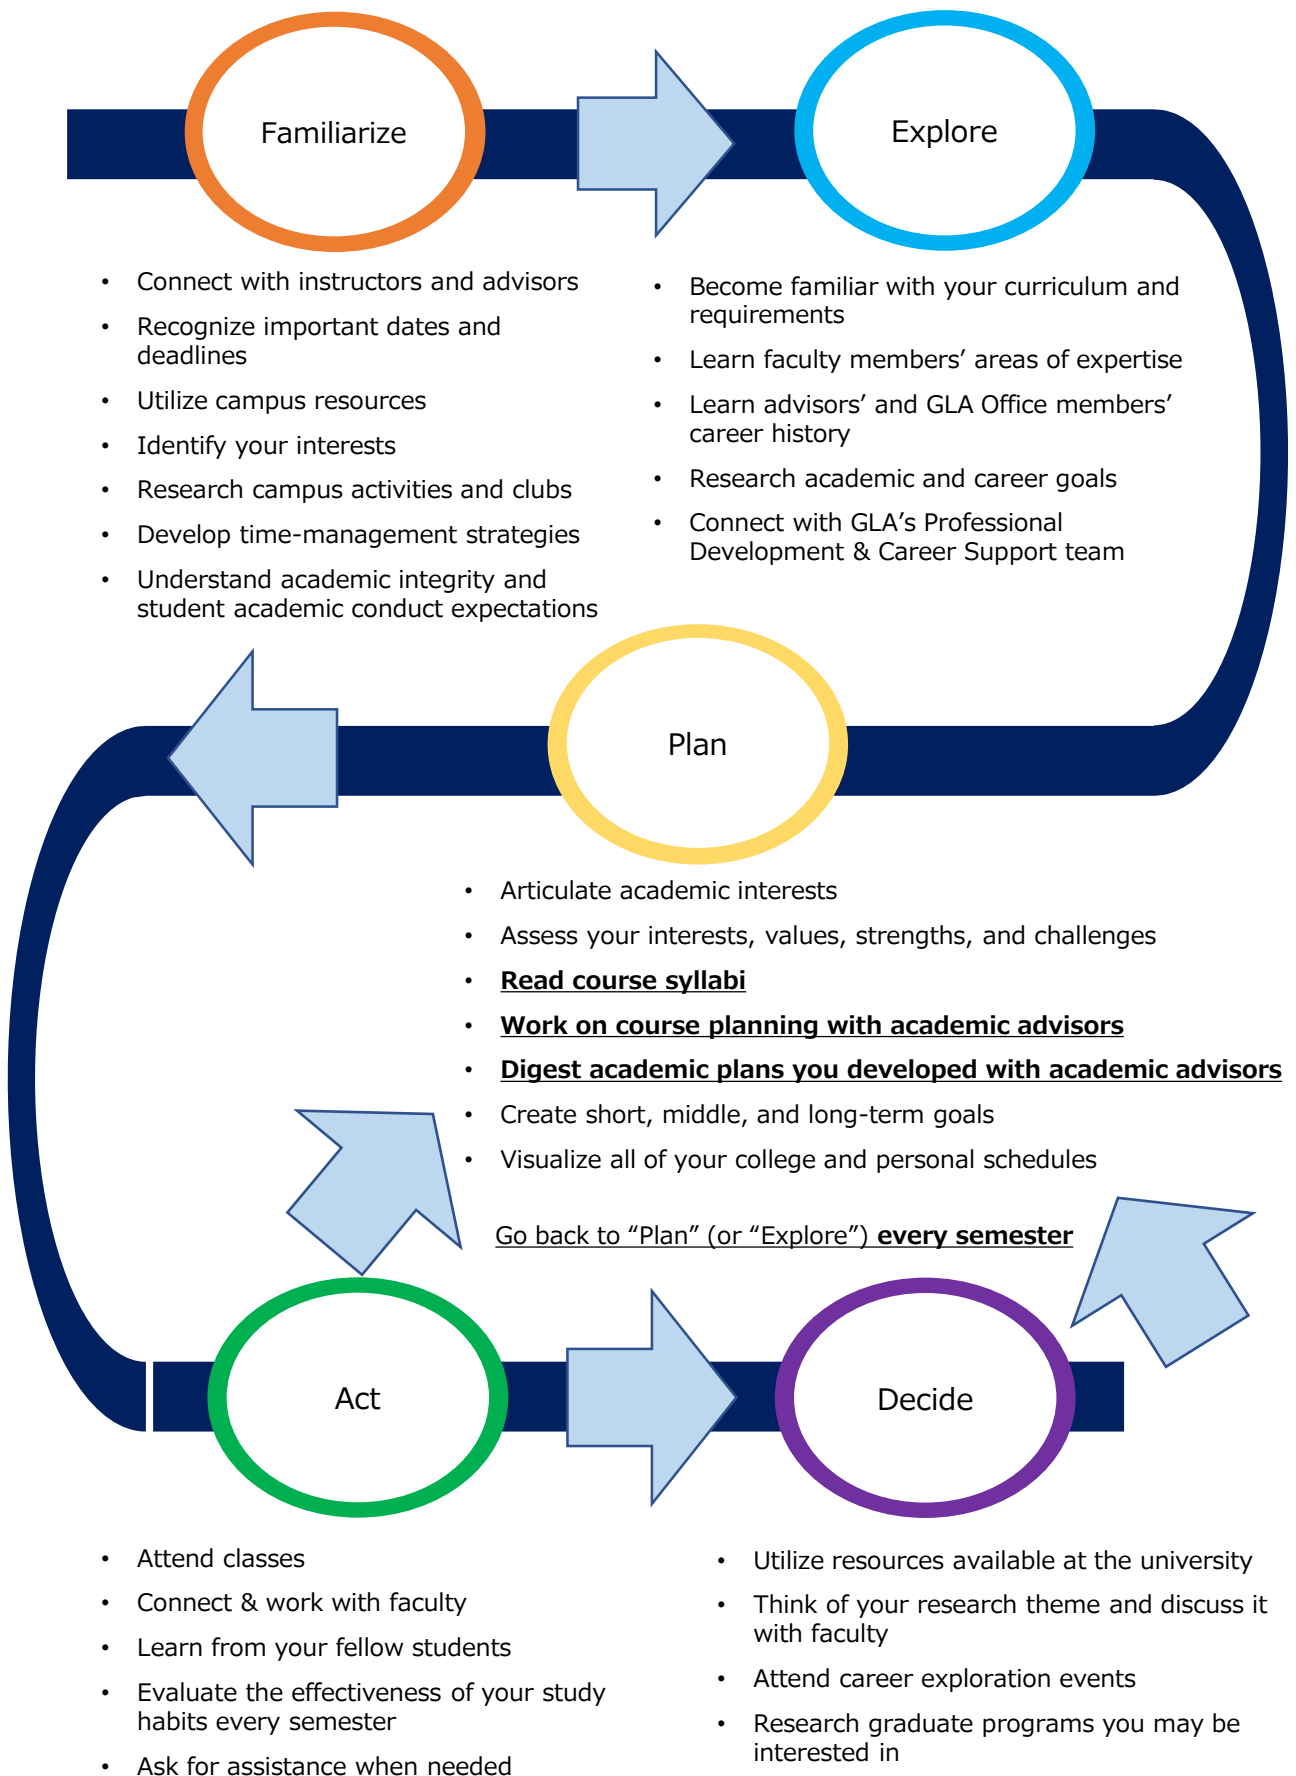 Familiarize
Explore
• Connect with instructors and advisors
• Recognize important dates and
deadlines
• Utilize campus resources
• Identify your interests
• Research campus activities and clubs
• Develop time-management strategies
• Understand academic integrity and
student academic conduct expectations
• Become familiar with your curriculum and
requirements
• Learn faculty members’ areas of expertise
• Learn advisors’ and GLA Office members’
career history
• Research academic and career goals
• Connect with GLA’s Professional
Development & Career Support team
Plan
• Articulate academic interests
• Assess your interests, values, strengths, and challenges
• Read course syllabi
• Work on course planning with academic advisors
• Digest academic plans you developed with academic advisors
• Create short, middle, and long-term goals
• Visualize all of your college and personal schedules
Go back to “Plan” (or “Explore”) every semester
Act
Decide
• Attend classes
• Connect & work with faculty
• Learn from your fellow students
• Evaluate the effectiveness of your study
habits every semester
• Ask for assistance when needed
• Utilize resources available at the university
• Think of your research theme and discuss it
with faculty
• Attend career exploration events
• Research graduate programs you may be
interested in